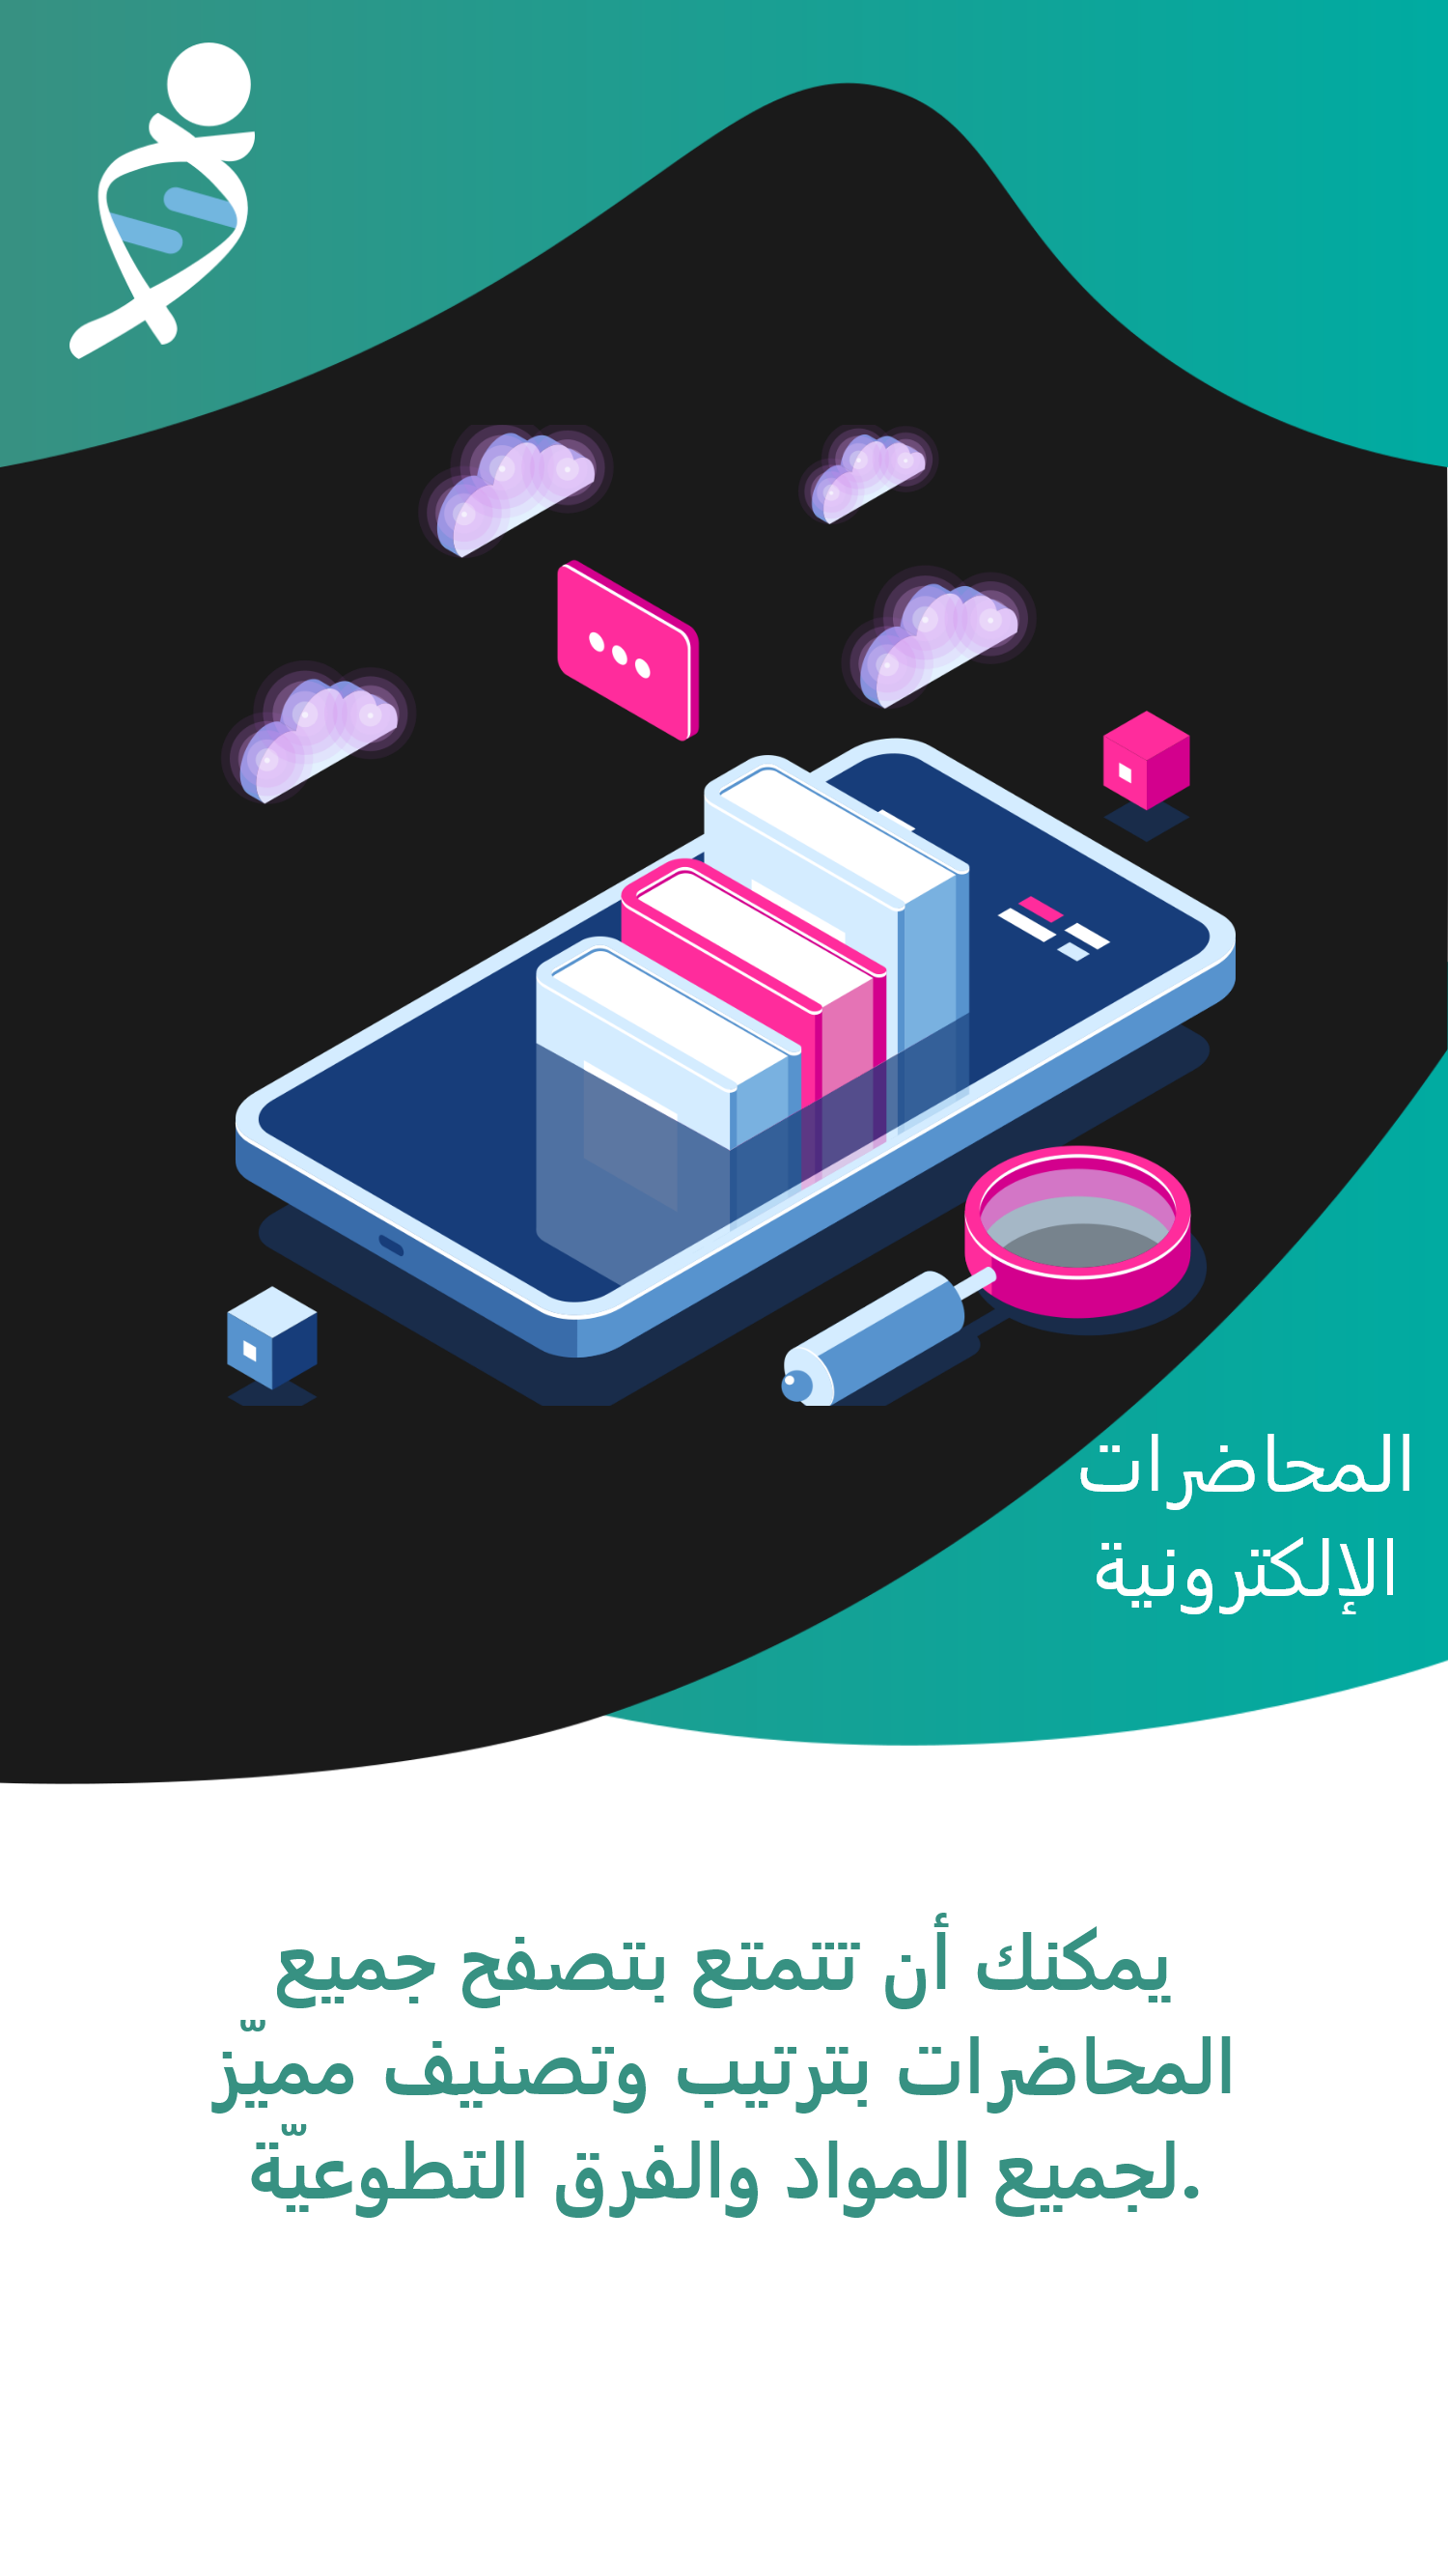 المحاضرات
الإلكترونية
يمكنك أن تتمتع بتصفح جميع
المحاضرات بترتيب وتصنيف مميّز
لجميع المواد والفرق التطوعيّة.